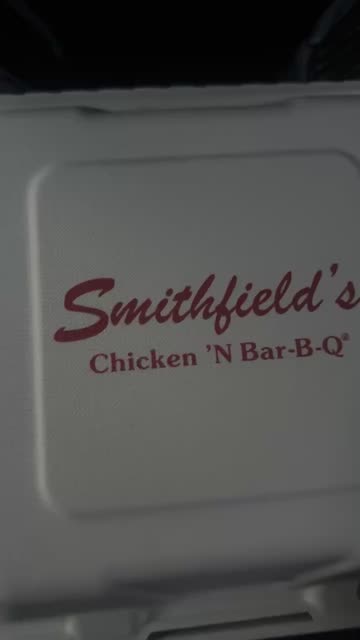 Smithfield's
Chicken 'N Bar-B-Q®